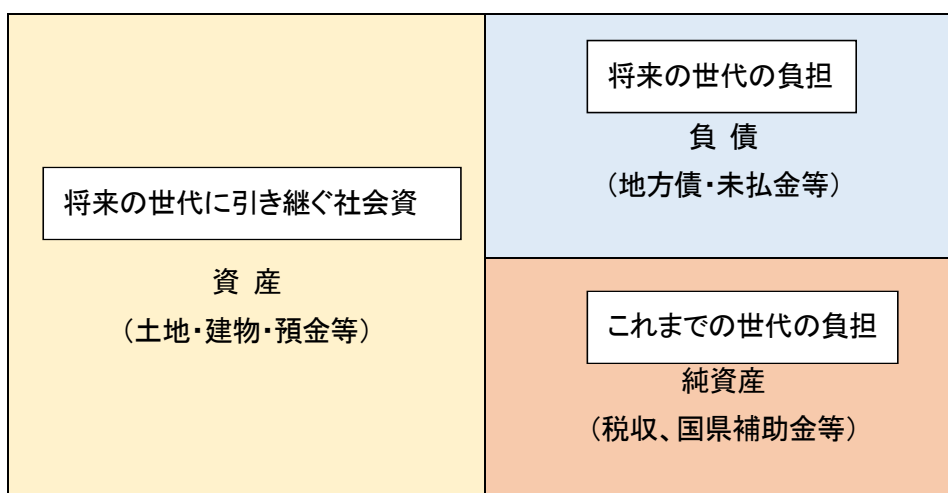 将来の世代に引き継ぐ社会資
資 産
（土地・建物・預金等）
将来の世代の負担
負 債
（地方債・未払金等）
これまでの世代の負担
純資産
（税収、国県補助金等）